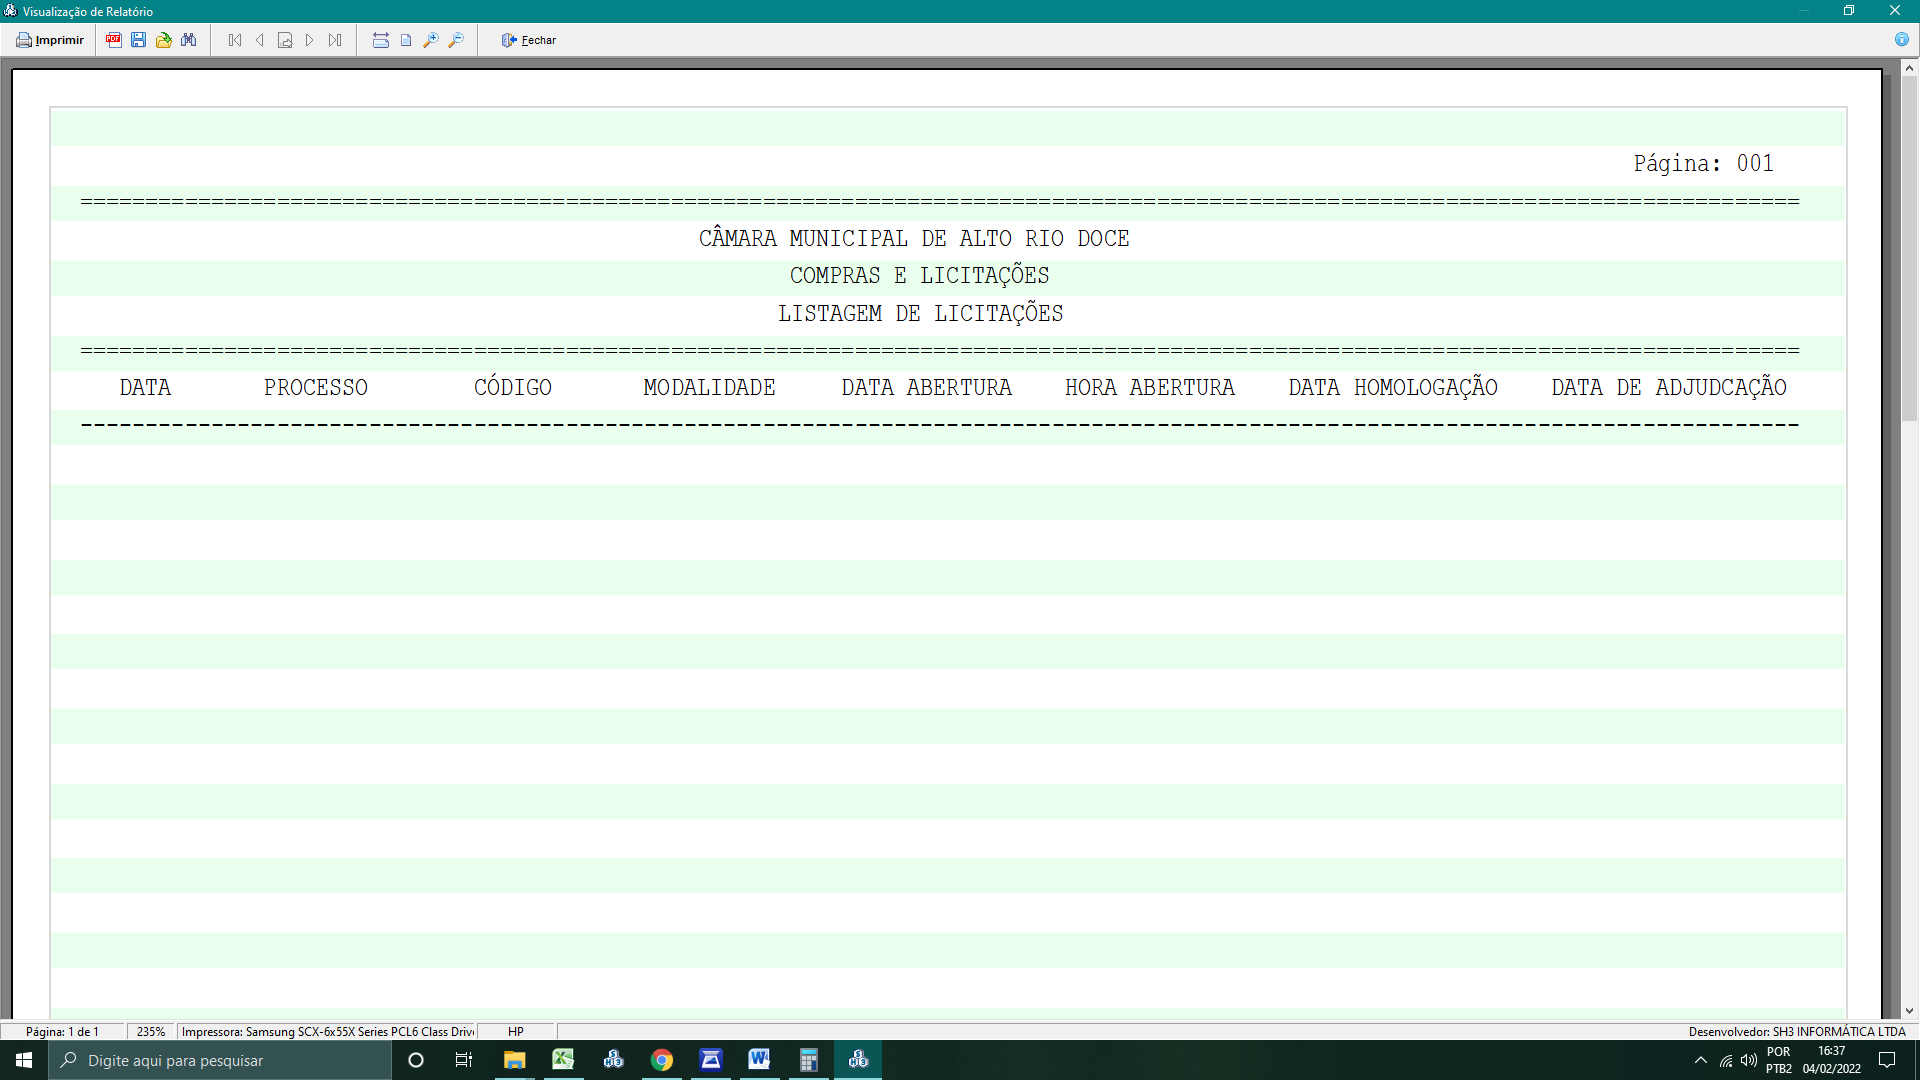 Visualização de Relatório
Imprimir
PDF
Fechar
Página: 001
===================================================================================================================================
CÂMARA MUNICIPAL DE ALTO RIO DOCE
COMPRAS E LICITAÇÕES
LISTAGEM DE LICITAÇÕES
===================================================================================================================================
DATA PROCESSO CÓDIGO MODALIDADE DATA ABERTURA HORA ABERTURA DATA HOMOLOGAÇÃO DATA DE ADJUDCAÇÃO
-----------------------------------------------------------------------------------------------------------------------------------
Página: 1 de 1 235% Impressora: Samsung SCX-6x55X Series PCL6 Class Drive HP Desenvolvedor: SH3 INFORMÁTICA LTDA
Digite aqui para pesquisar
POR 16:37
PTB2 04/02/2022